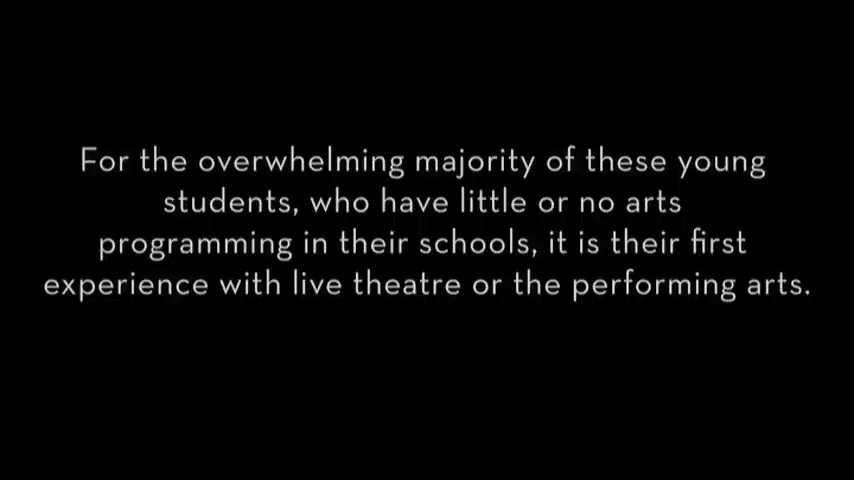 For the overwhelming majority of these young
students, who have little or no arts
programming in their schools, it is their first
experience with live theatre or the performing arts.